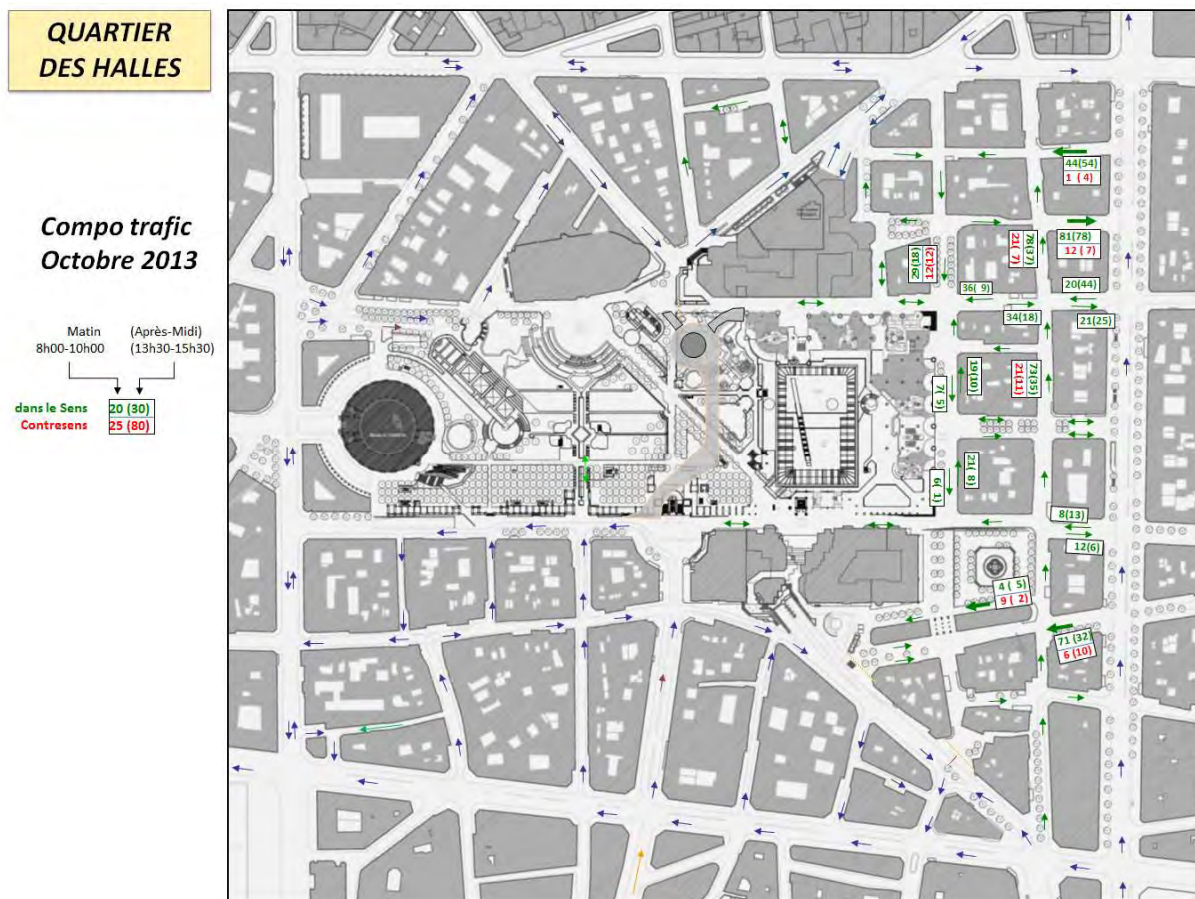 QUARTIER
DES HALLES
Compo trafic
Octobre 2013
Matin (Après-Midi)
8h00-10h00 (13h30-15h30)
dans le Sens 20 (30)
Contresens 25 (80)
44(54)
1 ( 4)
81(78)
12 ( 7)
78(37)
21( 7)
29(18)
12(12)
36( 9)
20(44)
34(18)
21(25)
19(10)
73(35)
21(11)
7( 5)
21( 8)
6( 1)
8(13)
12(6)
4 ( 5)
9 ( 2)
71 (32)
6 (10)